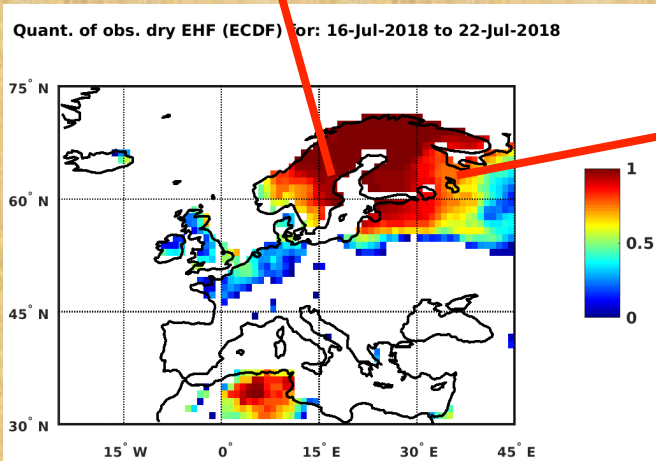 Quant. of obs. dry EHF (ECDF) for: 16-Jul-2018 to 22-Jul-2018
75° N
60° N
45° N
30° N
15° W
0°
15° E
30° E
45° E
1
0.5
0